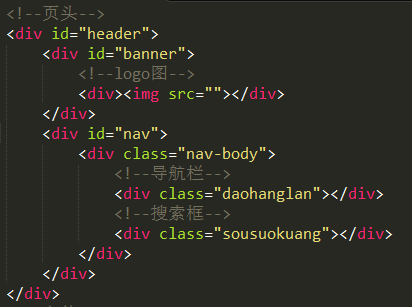 <!--页头-->
<div id="header">
<div id="banner">
<!--logo图-->
<div><img src=""></div>
</div>
<div id="nav">
<div class="nav-body">
<!--导航栏-->
<div class="daohanglan"></div>
<!--搜索框-->
<div class="sousuokuang"></div>
</div>
</div>
</div>